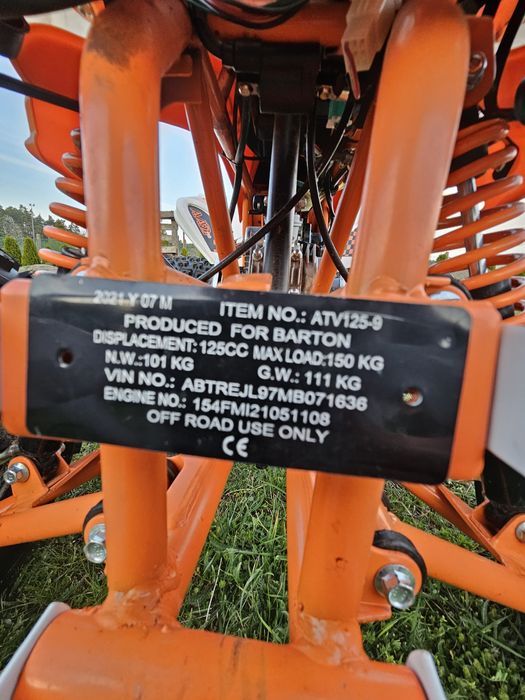 2021 Y 07 M ITEM NO.: ATV125-9
PRODUCED FOR BARTON
DISPLACEMENT: 125CC MAX LOAD:150 KG
N.W.:101 KG G.W.: 111 KG
VIN NO.: ABTREJL97MB071636
ENGINE NO.: 154FMI21051108
OFF ROAD USE ONLY
CE